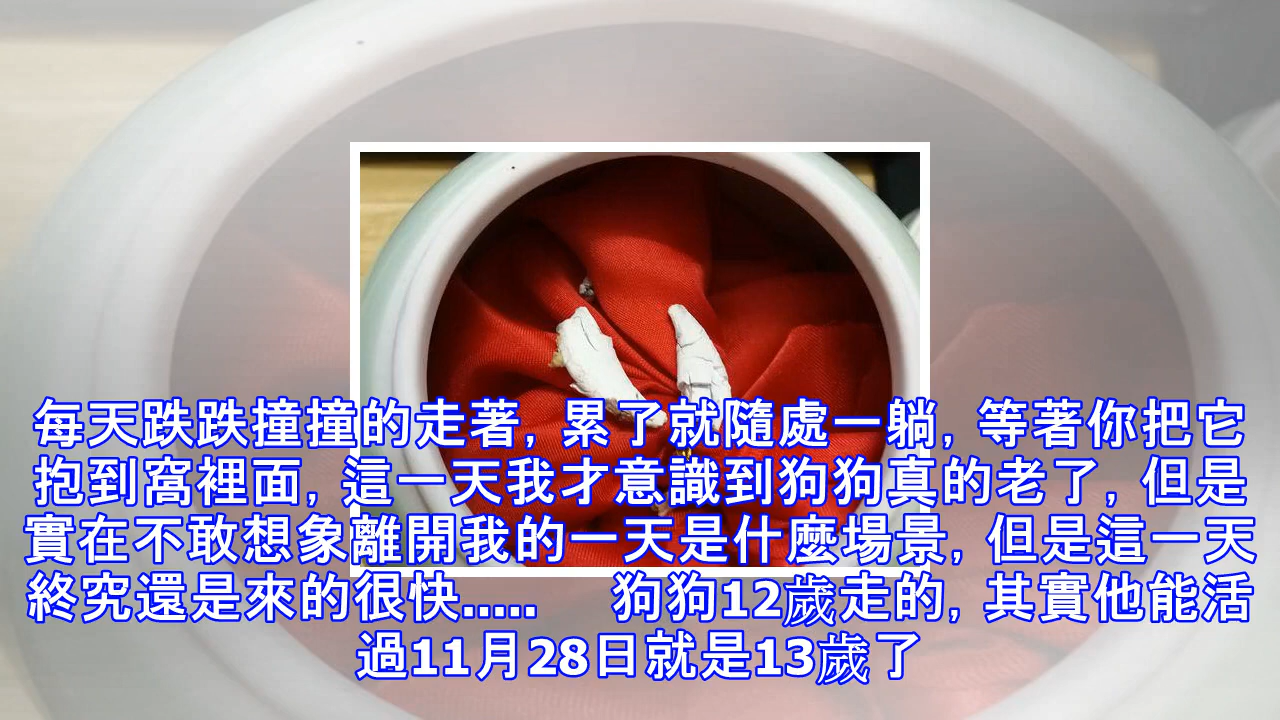 每天跌跌撞撞的走著, 累了就隨處一躺, 等著你把它
抱到窩裡面, 這一天我才意識到狗狗真的老了, 但是
實在不敢想象離開我的一天是什麼場景, 但是這一天
終究還是來的很快..... 狗狗12歲走的, 其實他能活
過11月28日就是13歲了